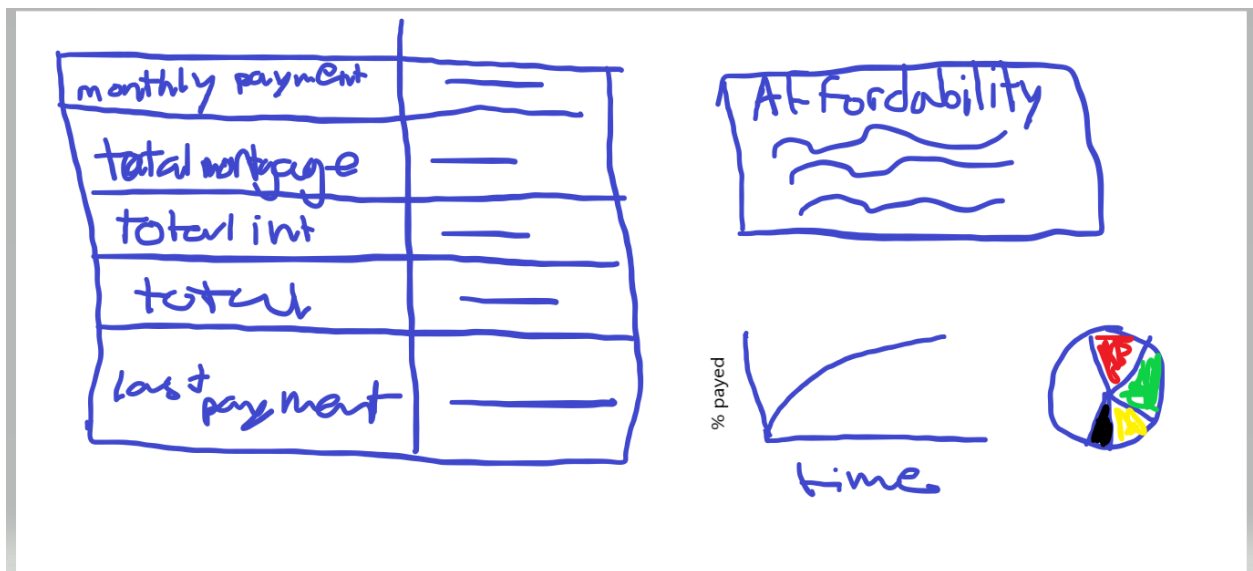 monthly payment
total mortgage
total int
total
last payment
Affordability
% payed
time